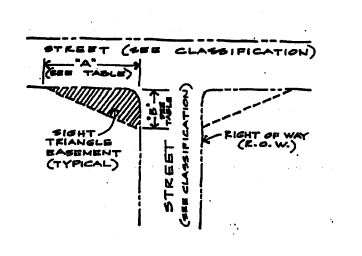 STREET (SEE CLASSIFICATION)
"A"
(SEE TABLE)
"B"
SEE
TABLE
SIGHT
TRIANGLE
EASEMENT
(TYPICAL)
STREET
(SEE CLASSIFICATION)
RIGHT OF WAY
(R.O.W.)